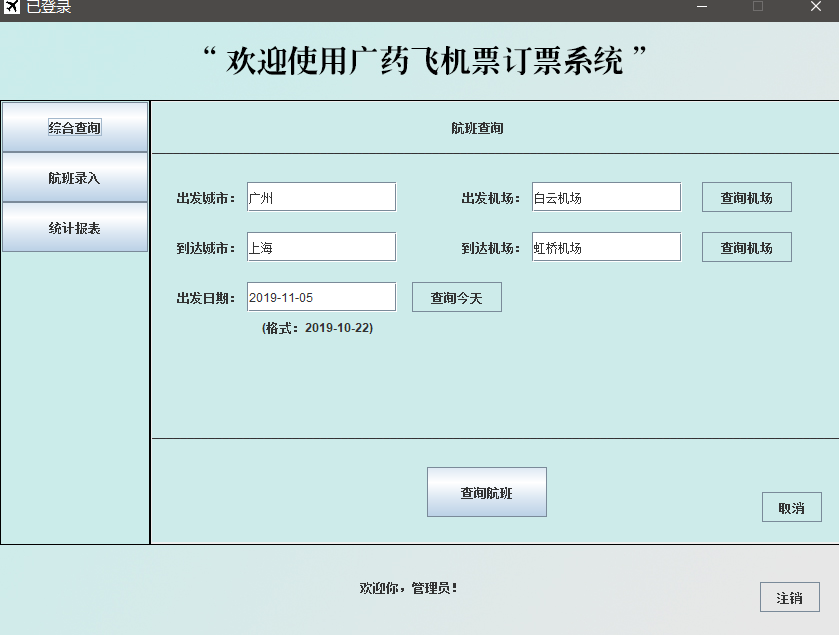 已登录
“ 欢迎使用广药飞机票订票系统 ”
综合查询
航班录入
统计报表
航班查询
出发城市： 广州 出发机场： 白云机场 查询机场
到达城市： 上海 到达机场： 虹桥机场 查询机场
出发日期： 2019-11-05 查询今天
(格式：2019-10-22)
查询航班
取消
欢迎你，管理员！
注销